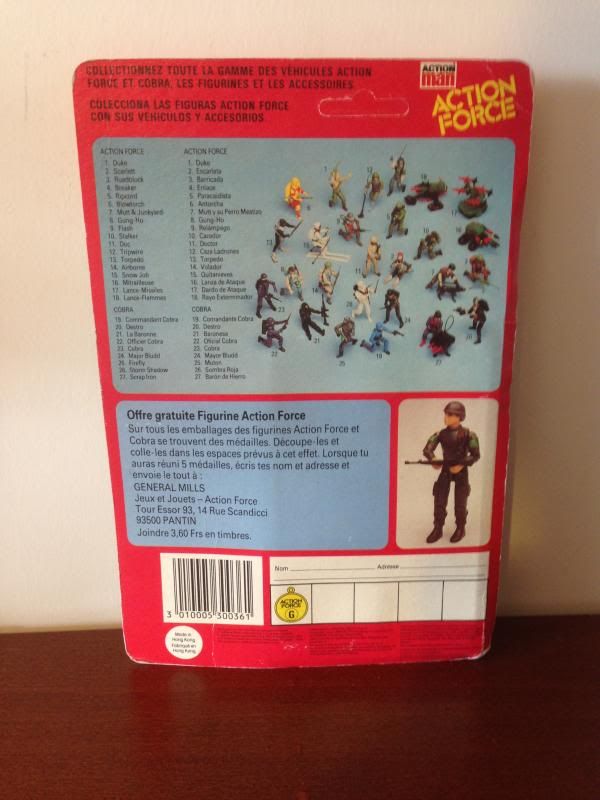 COLLECTIONNEZ TOUTE LA GAMME DES VÉHICULES ACTION
FORCE ET COBRA, LES FIGURINES ET LES ACCESSOIRES.
COLECCIONA LAS FIGURAS ACTION FORCE
CON SUS VEHICULOS Y ACCESORIOS.
ACTION
man
ACTION
FORCE
ACTION FORCE
1. Duke
2. Scarlett
3. Roadblock
4. Breaker
5. Ripcord
6. Blowtorch
7. Mutt & Junkyard
8. Gung-Ho
9. Flash
10. Stalker
11. Doc
12. Tripwire
13. Torpedo
14. Airborne
15. Snow Job
16. Mitrailleuse
17. Lance-Missiles
18. Lance-Flammes
COBRA
19. Commandant Cobra
20. Destro
21. La Baronne
22. Officier Cobra
23. Cobra
24. Major Bludd
25. Firefly
26. Storm Shadow
27. Scrap Iron
ACTION FORCE
1. Duke
2. Escarlata
3. Barricada
4. Enlace
5. Paracaidista
6. Antorcha
7. Mutt y su Perro Mestizo
8. Gung-Ho
9. Relámpago
10. Cazador
11. Doctor
12. Caza Ladrones
13. Torpedo
14. Volador
15. Quitanieves
16. Lanza de Ataque
17. Dardo de Ataque
18. Rayo Exterminador
COBRA
19. Comandante Cobra
20. Destro
21. Baronesa
22. Oficial Cobra
23. Cobra
24. Mayor Bludd
25. Mulon
26. Sombra Roja
27. Barón de Hierro
Offre gratuite Figurine Action Force
Sur tous les emballages des figurines Action Force et
Cobra se trouvent des médailles. Découpe-les et
colle-les dans les espaces prévus à cet effet. Lorsque tu
auras réuni 5 médailles, écris tes nom et adresse et
envoie le tout à :
GENERAL MILLS
Jeux et Jouets – Action Force
Tour Essor 93, 14 Rue Scandicci
93500 PANTIN
Joindre 3,60 Frs en timbres.
Nom
Adresse
3 010005 300361
ACTION
FORCE
G
Made in
Hong Kong
Fabriqué en
Hong Kong